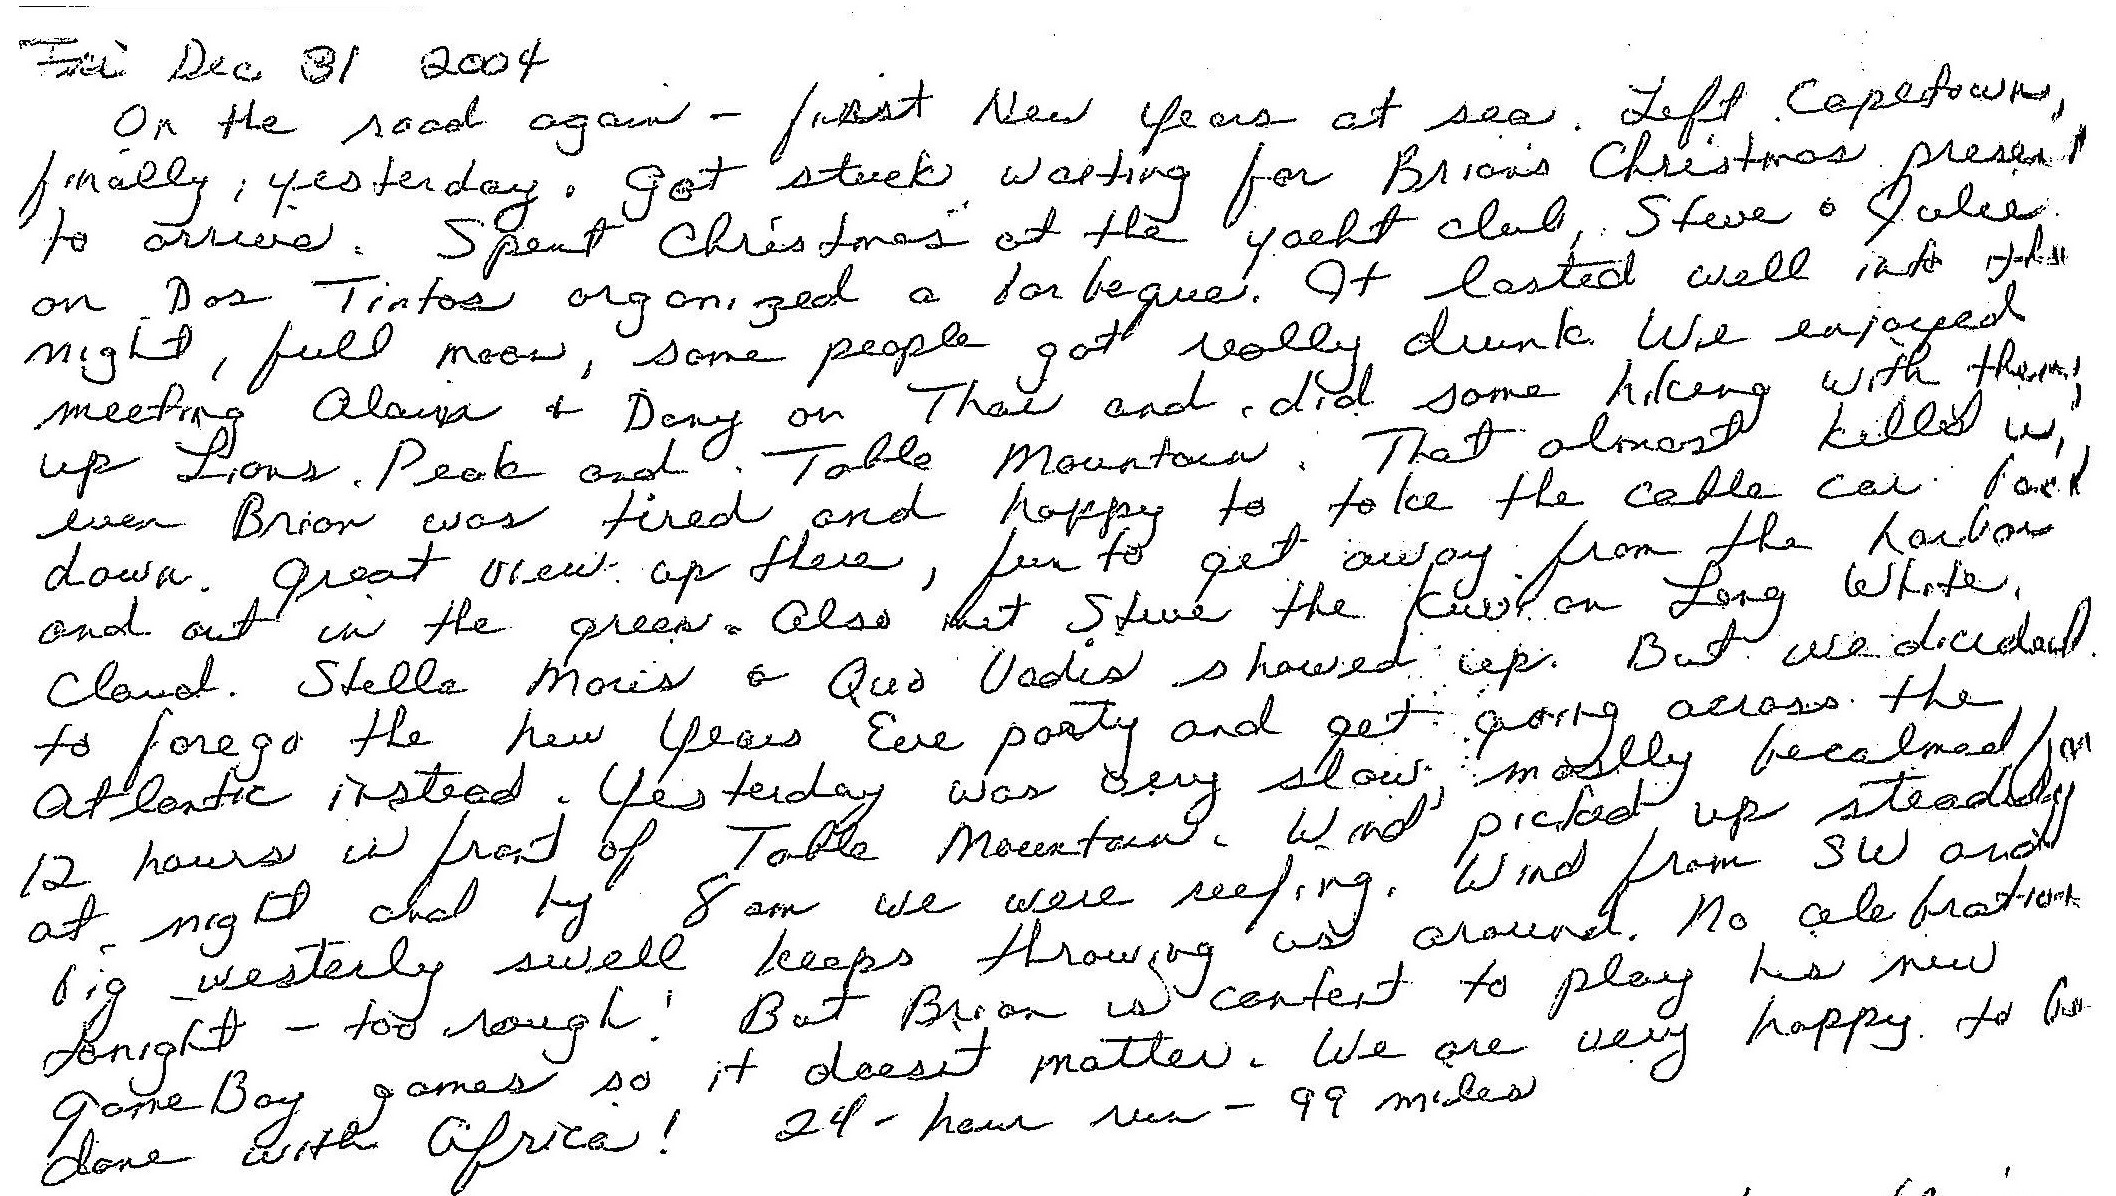 Fri Dec 31 2004
On the road again - first New Years at sea. Left Capetown,
finally, yesterday. Got stuck waiting for Brian's Christmas present
to arrive. Spent Christmas at the yacht club, Steve & Julie
on Dos Tintos organized a barbeque. It lasted well into the
night, full moon, some people got really drunk. We enjoyed
meeting Alain + Dany on Thai and did some hiking with them,
up Lions Peak and Table Mountain. That almost killed us,
even Brian was tired and happy to take the cable car back
down. Great view up there, fun to get away from the harbor
and out in the green. Also met Steve the Kiwi on Long White
Cloud. Stella Maris & Quo Vadis showed up. But we decided
to forego the new Years Eve party and get going across the
Atlantic instead. Yesterday was very slow, mostly becalmed for
12 hours in front of Table Mountain. Wind picked up steadily
at night and by 8 am we were reefing. Wind from SW and
big westerly swell keeps throwing us around. No celebration
tonight - too rough! But Brian is content to play his new
GameBoy games so it doesn't matter. We are very happy to be
done with Africa! 24-hour run - 99 miles